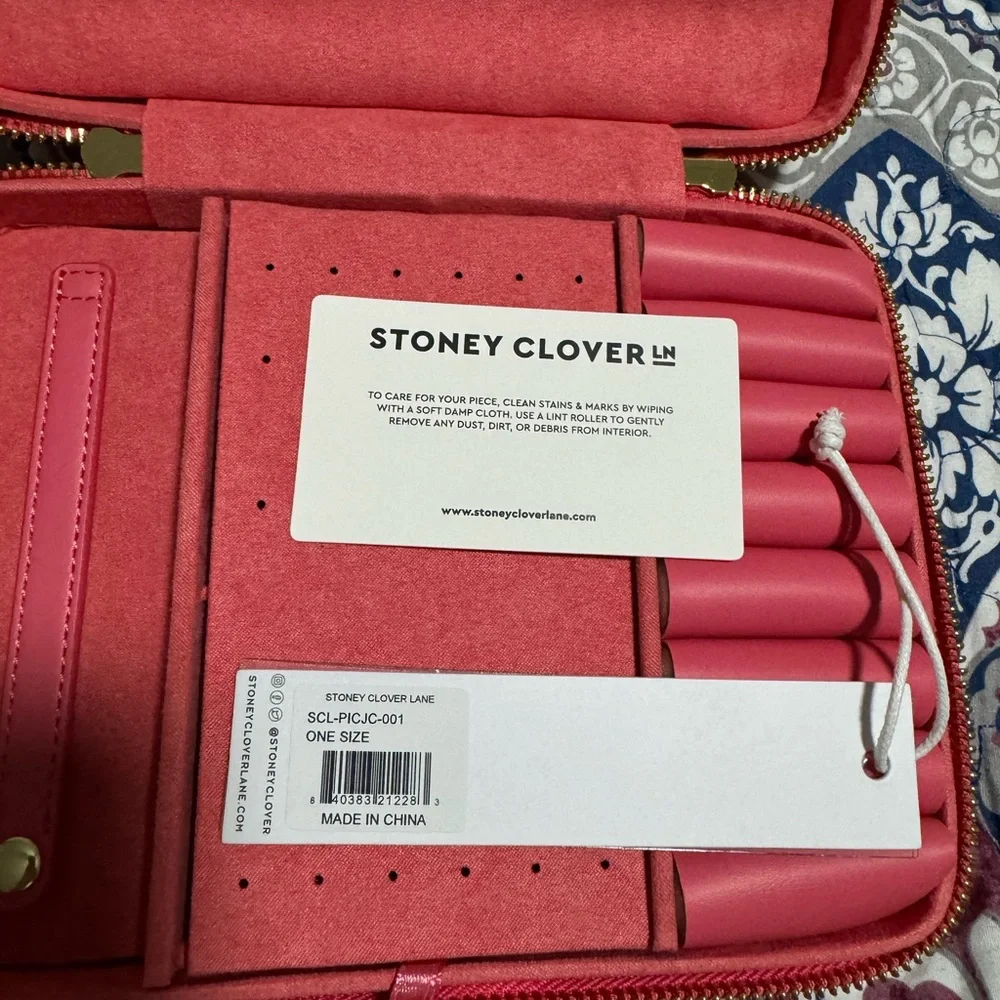 STONEY CLOVER LN
TO CARE FOR YOUR PIECE, CLEAN STAINS & MARKS BY WIPING
WITH A SOFT DAMP CLOTH. USE A LINT ROLLER TO GENTLY
REMOVE ANY DUST, DIRT, OR DEBRIS FROM INTERIOR.
www.stoneycloverlane.com
@STONEYCLOVER
STONEYCLOVERLANE.COM
STONEY CLOVER LANE
SCL-PICJC-001
ONE SIZE
8 40383 21228 3
MADE IN CHINA